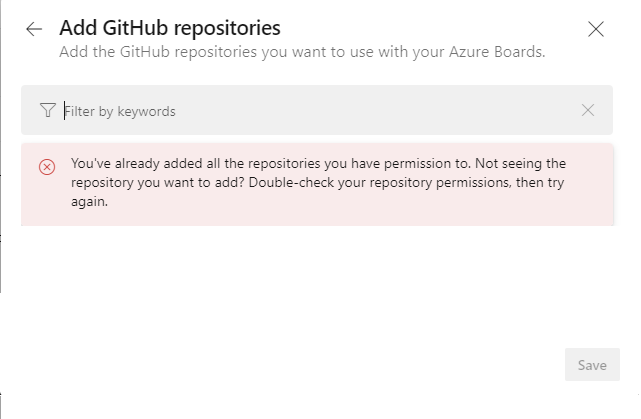 Add GitHub repositories
Add the GitHub repositories you want to use with your Azure Boards.
Filter by keywords
You've already added all the repositories you have permission to. Not seeing the
repository you want to add? Double-check your repository permissions, then try
again.
Save